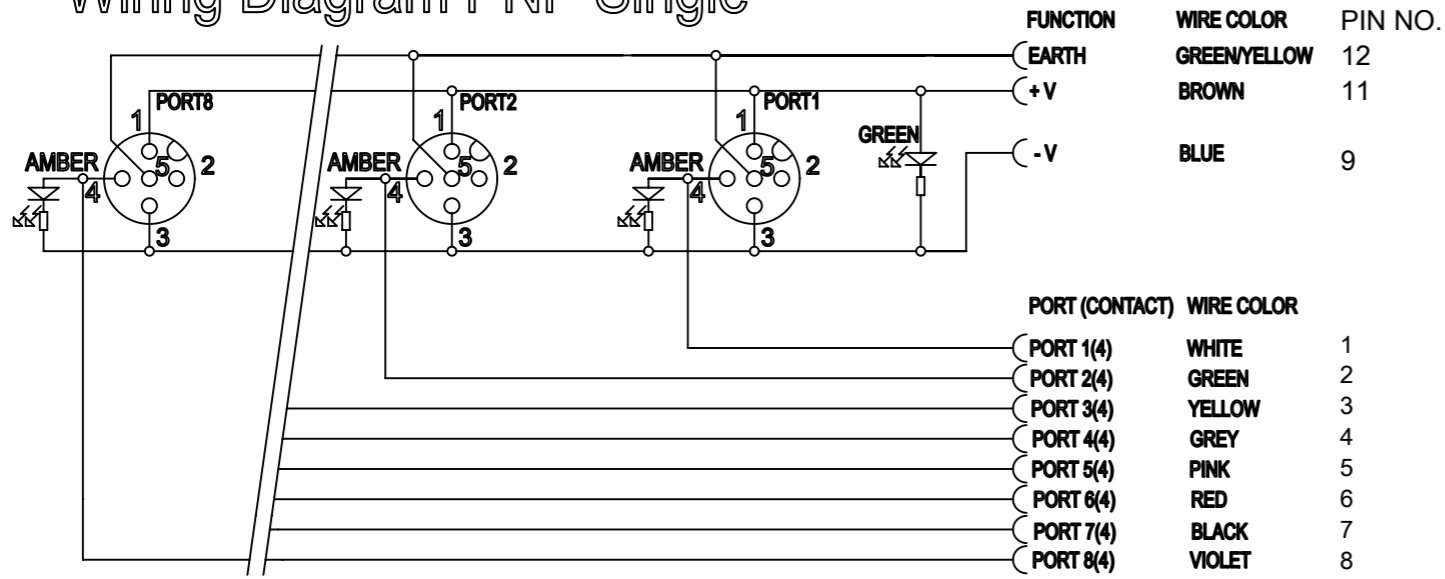 Wiring Diagram PNP Single
FUNCTION WIRE COLOR PIN NO.
EARTH GREEN/YELLOW 12
+ V BROWN 11
- V BLUE 9
PORT8 PORT2 PORT1
GREEN
AMBER 1 2 3 4 5
AMBER 1 2 3 4 5
AMBER 1 2 3 4 5
PORT (CONTACT) WIRE COLOR
PORT 1(4) WHITE 1
PORT 2(4) GREEN 2
PORT 3(4) YELLOW 3
PORT 4(4) GREY 4
PORT 5(4) PINK 5
PORT 6(4) RED 6
PORT 7(4) BLACK 7
PORT 8(4) VIOLET 8